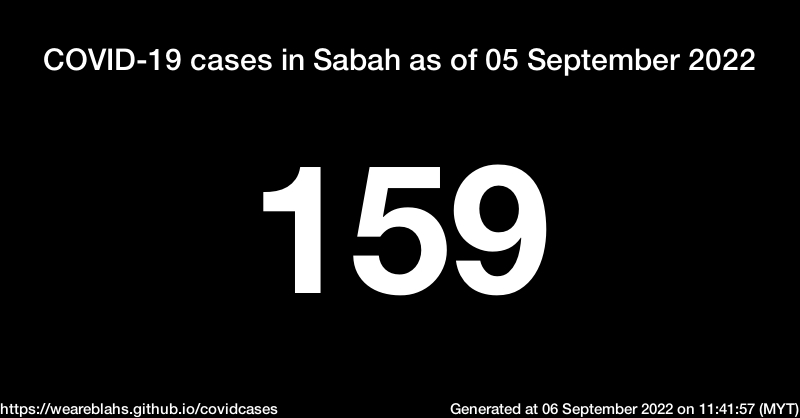 COVID-19 cases in Sabah as of 05 September 2022
159
https://weareblahs.github.io/covidcases
Generated at 06 September 2022 on 11:41:57 (MYT)